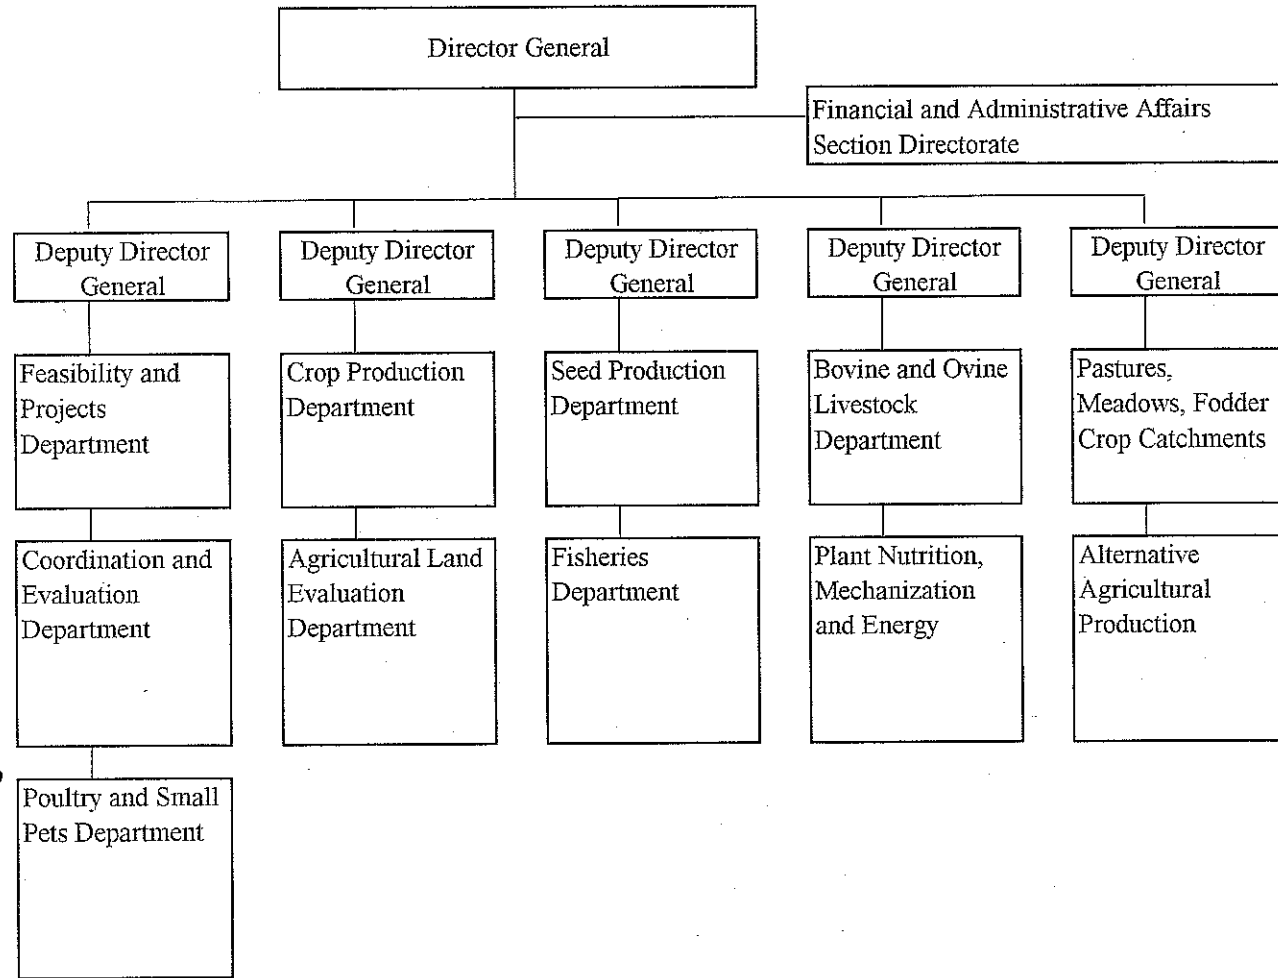 Director General
Financial and Administrative Affairs
Section Directorate
Deputy Director
General
Deputy Director
General
Deputy Director
General
Deputy Director
General
Deputy Director
General
Feasibility and
Projects
Department
Crop Production
Department
Seed Production
Department
Bovine and Ovine
Livestock
Department
Pastures,
Meadows, Fodder
Crop Catchments
Coordination and
Evaluation
Department
Agricultural Land
Evaluation
Department
Fisheries
Department
Plant Nutrition,
Mechanization
and Energy
Alternative
Agricultural
Production
Poultry and Small
Pets Department